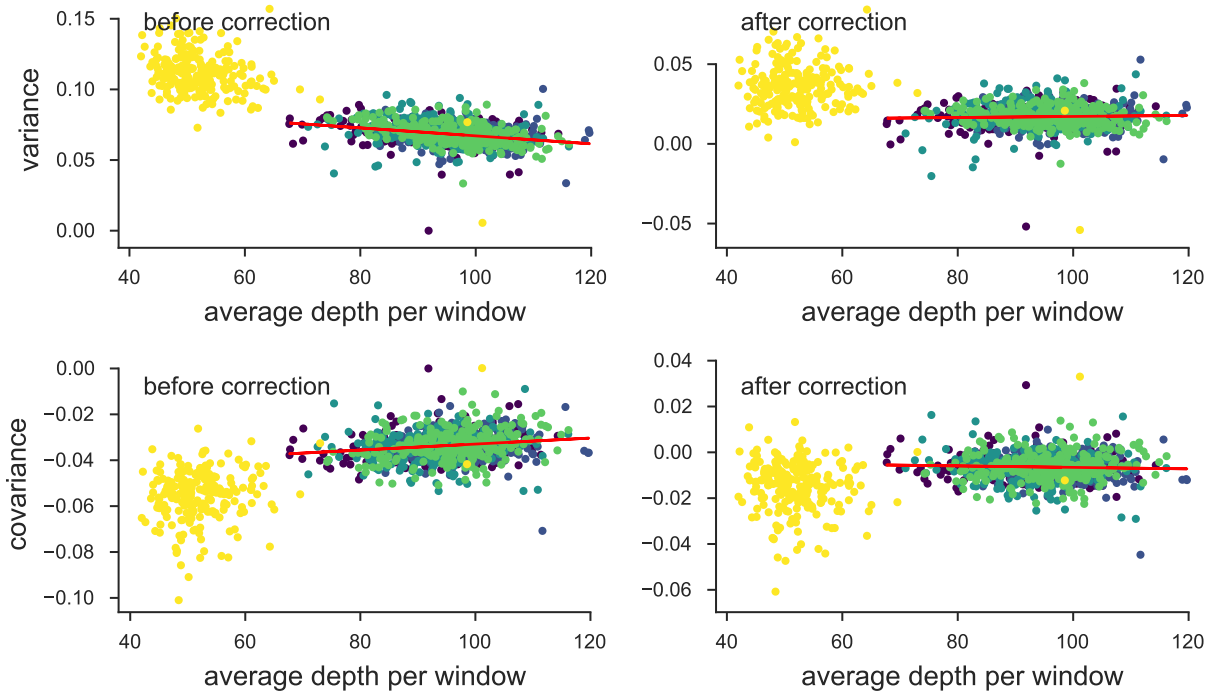 before correction
variance
0.15
0.10
0.05
0.00
40 60 80 100 120
average depth per window
after correction
0.05
0.00
−0.05
40 60 80 100 120
average depth per window
before correction
covariance
0.00
−0.02
−0.04
−0.06
−0.08
−0.10
40 60 80 100 120
average depth per window
after correction
0.04
0.02
0.00
−0.02
−0.04
−0.06
40 60 80 100 120
average depth per window